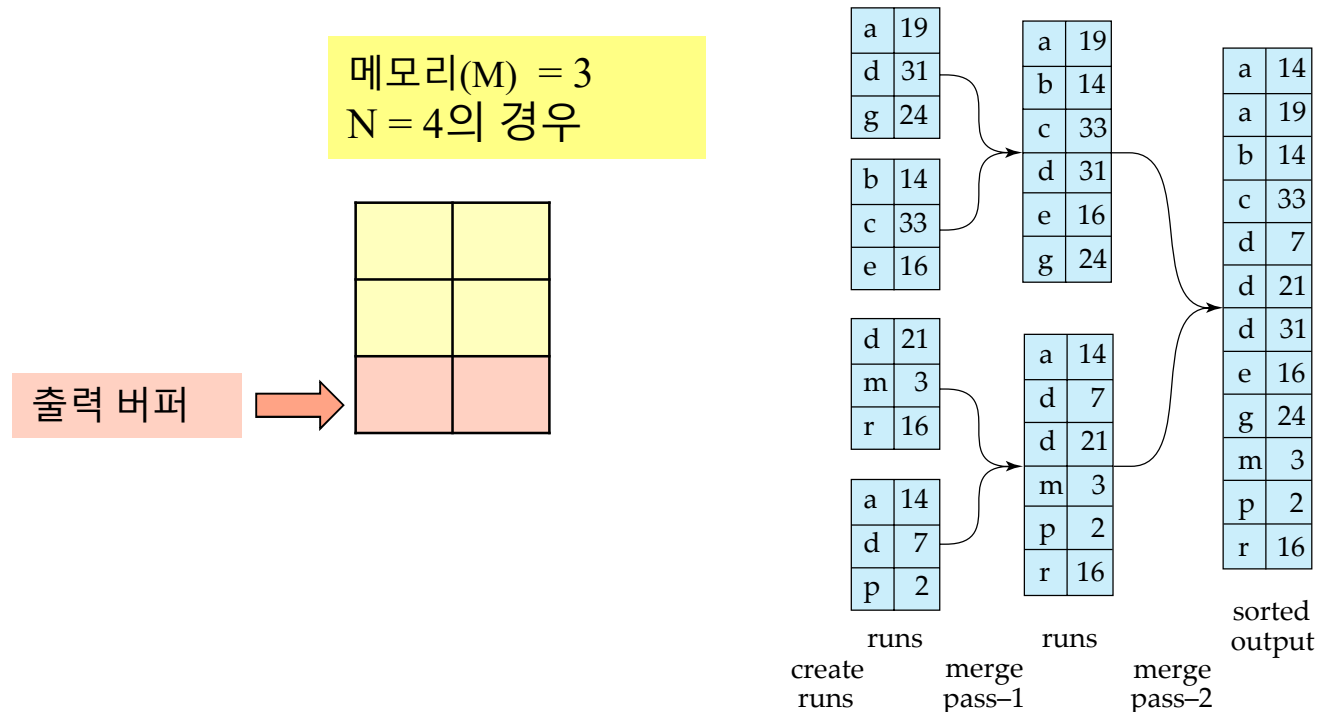 메모리(M) = 3
N = 4의 경우
출력 버퍼
a 19
d 31
g 24
b 14
c 33
e 16
d 21
m 3
r 16
a 14
d 7
p 2
runs
create
runs
a 19
b 14
c 33
d 31
e 16
g 24
a 14
d 7
d 21
m 3
p 2
r 16
runs
merge
pass–1
a 14
a 19
b 14
c 33
d 7
d 21
d 31
e 16
g 24
m 3
p 2
r 16
sorted
output
merge
pass–2